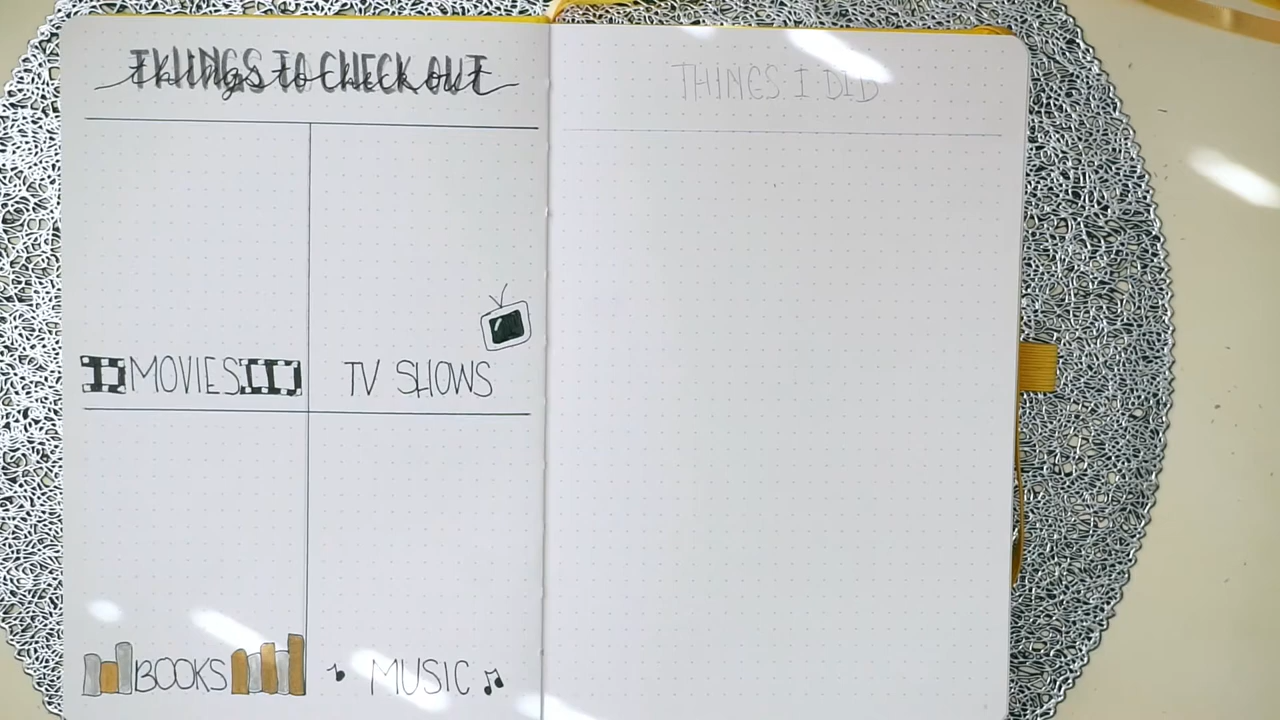 THINGS TO CHECK OUT
things to check out
THINGS I DID
MOVIES
TV SHOWS
BOOKS
MUSIC